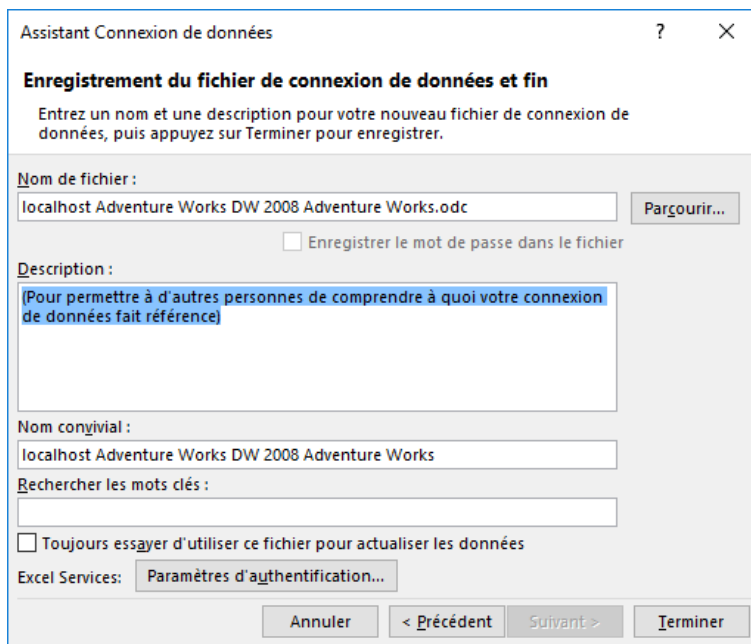 Assistant Connexion de données
?
Enregistrement du fichier de connexion de données et fin
Entrez un nom et une description pour votre nouveau fichier de connexion de
données, puis appuyez sur Terminer pour enregistrer.
Nom de fichier :
localhost Adventure Works DW 2008 Adventure Works.odc
Parcourir...
Enregistrer le mot de passe dans le fichier
Description :
(Pour permettre à d'autres personnes de comprendre à quoi votre connexion
de données fait référence)
Nom convivial :
localhost Adventure Works DW 2008 Adventure Works
Rechercher les mots clés :
Toujours essayer d'utiliser ce fichier pour actualiser les données
Excel Services: Paramètres d'authentification...
Annuler < Précédent Suivant > Terminer